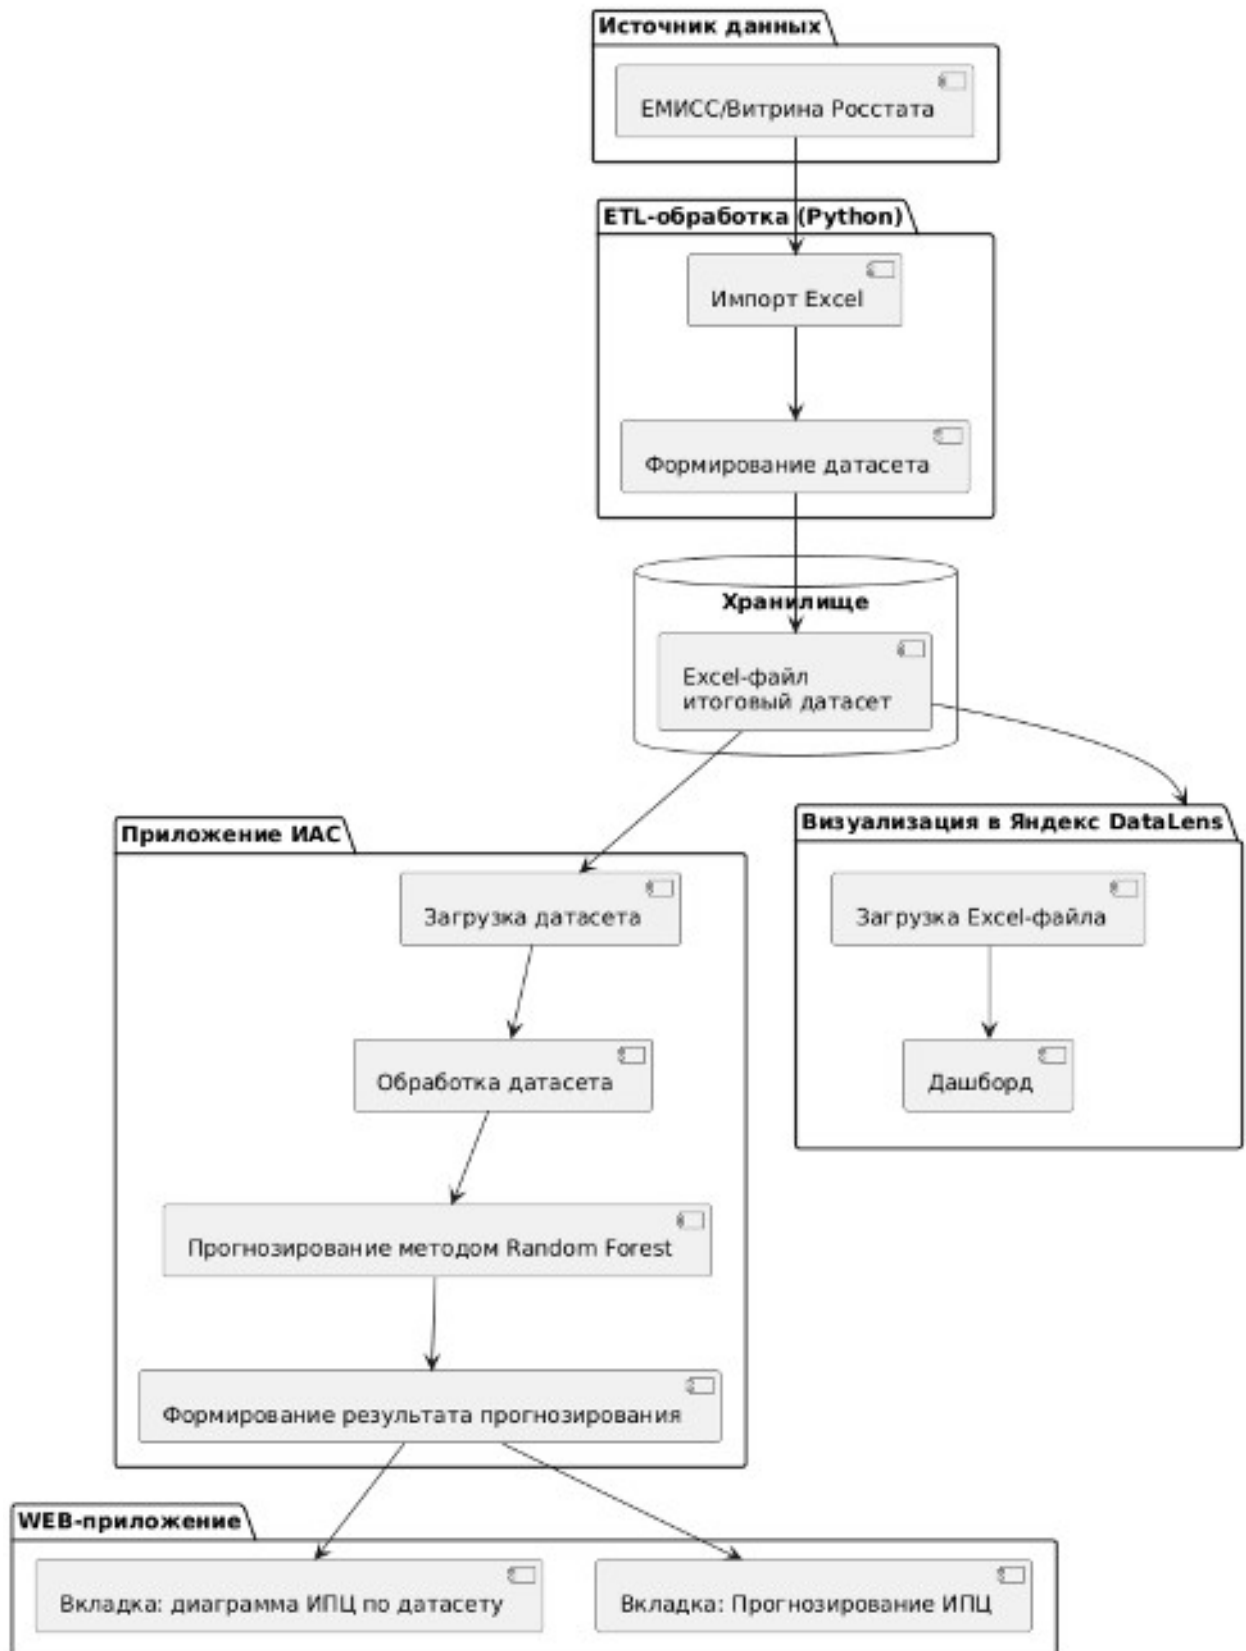 Источник данных
ЕМИСС/Витрина Росстата
ETL-обработка (Python)
Импорт Excel
Формирование датасета
Хранилище
Excel-файл
итоговый датасет
Приложение ИАС
Визуализация в Яндекс DataLens
Загрузка датасета
Загрузка Excel-файла
Обработка датасета
Дашборд
Прогнозирование методом Random Forest
Формирование результата прогнозирования
WEB-приложение
Вкладка: диаграмма ИПЦ по датасету
Вкладка: Прогнозирование ИПЦ